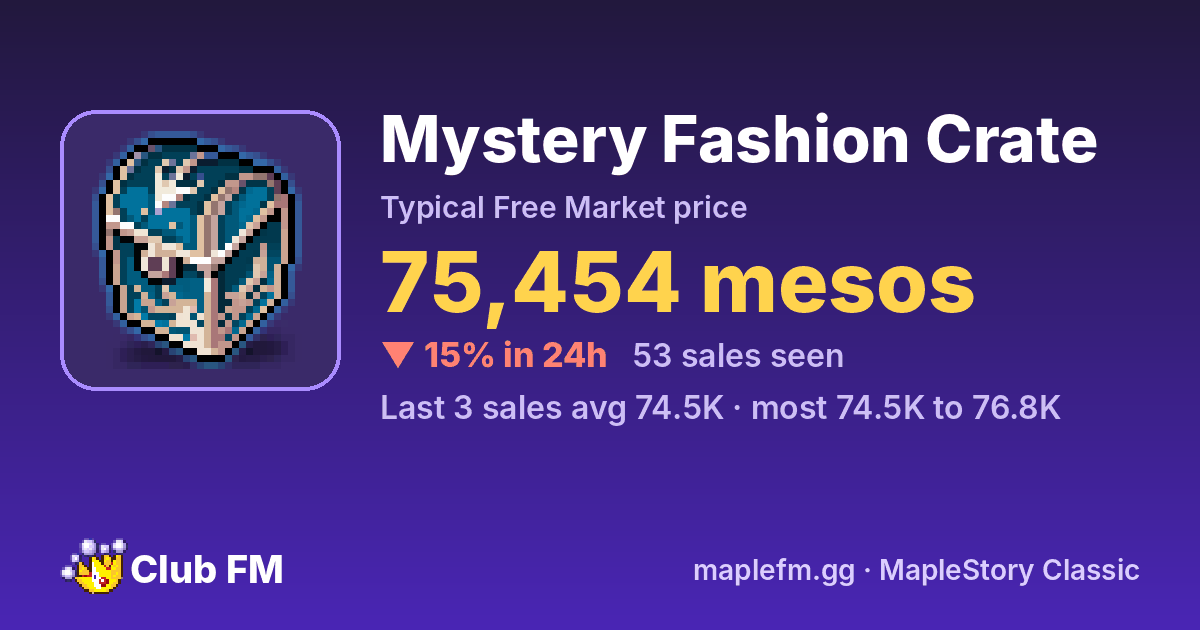 Mystery Fashion Crate
Typical Free Market price
75,454 mesos
▼ 15% in 24h 53 sales seen
Last 3 sales avg 74.5K · most 74.5K to 76.8K
Club FM
maplefm.gg · MapleStory Classic